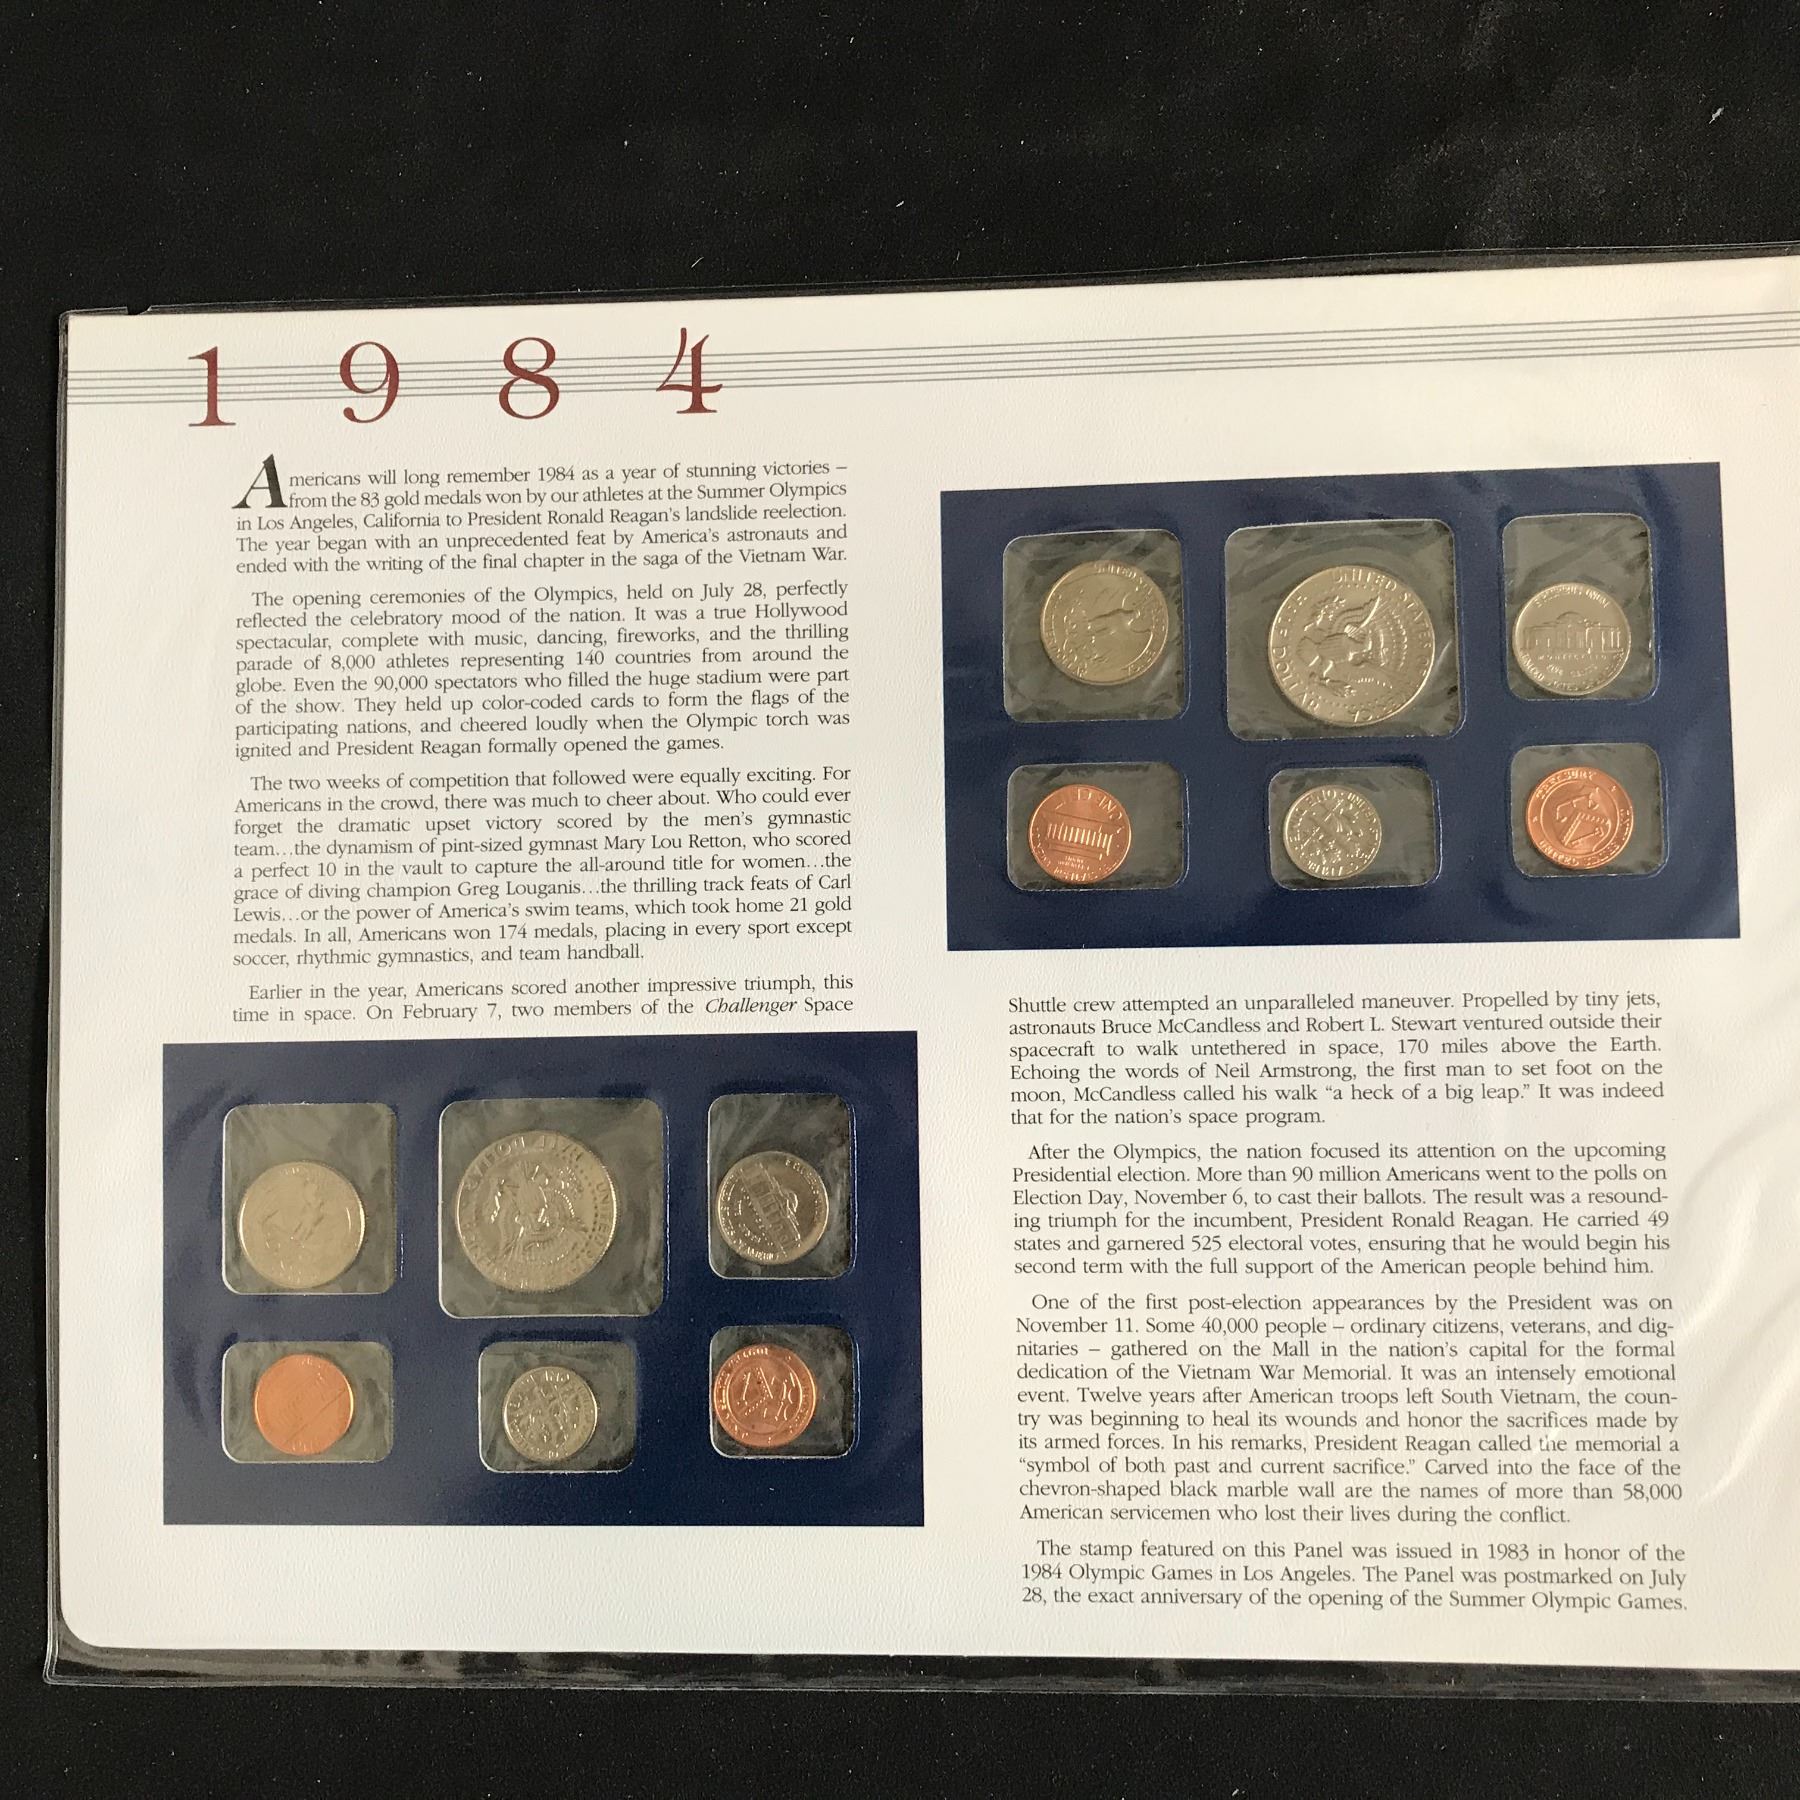 1 9 8 4
Americans will long remember 1984 as a year of stunning victories –
from the 83 gold medals won by our athletes at the Summer Olympics
in Los Angeles, California to President Ronald Reagan's landslide reelection.
The year began with an unprecedented feat by America's astronauts and
ended with the writing of the final chapter in the saga of the Vietnam War.
The opening ceremonies of the Olympics, held on July 28, perfectly
reflected the celebratory mood of the nation. It was a true Hollywood
spectacular, complete with music, dancing, fireworks, and the thrilling
parade of 8,000 athletes representing 140 countries from around the
globe. Even the 90,000 spectators who filled the huge stadium were part
of the show. They held up color-coded cards to form the flags of the
participating nations, and cheered loudly when the Olympic torch was
ignited and President Reagan formally opened the games.
The two weeks of competition that followed were equally exciting. For
Americans in the crowd, there was much to cheer about. Who could ever
forget the dramatic upset victory scored by the men's gymnastic
team...the dynamism of pint-sized gymnast Mary Lou Retton, who scored
a perfect 10 in the vault to capture the all-around title for women...the
grace of diving champion Greg Louganis...the thrilling track feats of Carl
Lewis...or the power of America's swim teams, which took home 21 gold
medals. In all, Americans won 174 medals, placing in every sport except
soccer, rhythmic gymnastics, and team handball.
Earlier in the year, Americans scored another impressive triumph, this
time in space. On February 7, two members of the Challenger Space
Shuttle crew attempted an unparalleled maneuver. Propelled by tiny jets,
astronauts Bruce McCandless and Robert L. Stewart ventured outside their
spacecraft to walk untethered in space, 170 miles above the Earth.
Echoing the words of Neil Armstrong, the first man to set foot on the
moon, McCandless called his walk "a heck of a big leap." It was indeed
that for the nation's space program.
After the Olympics, the nation focused its attention on the upcoming
Presidential election. More than 90 million Americans went to the polls on
Election Day, November 6, to cast their ballots. The result was a resound-
ing triumph for the incumbent, President Ronald Reagan. He carried 49
states and garnered 525 electoral votes, ensuring that he would begin his
second term with the full support of the American people behind him.
One of the first post-election appearances by the President was on
November 11. Some 40,000 people – ordinary citizens, veterans, and dig-
nitaries – gathered on the Mall in the nation's capital for the formal
dedication of the Vietnam War Memorial. It was an intensely emotional
event. Twelve years after American troops left South Vietnam, the coun-
try was beginning to heal its wounds and honor the sacrifices made by
its armed forces. In his remarks, President Reagan called the memorial a
"symbol of both past and current sacrifice." Carved into the face of the
chevron-shaped black marble wall are the names of more than 58,000
American servicemen who lost their lives during the conflict.
The stamp featured on this Panel was issued in 1983 in honor of the
1984 Olympic Games in Los Angeles. The Panel was postmarked on July
28, the exact anniversary of the opening of the Summer Olympic Games.